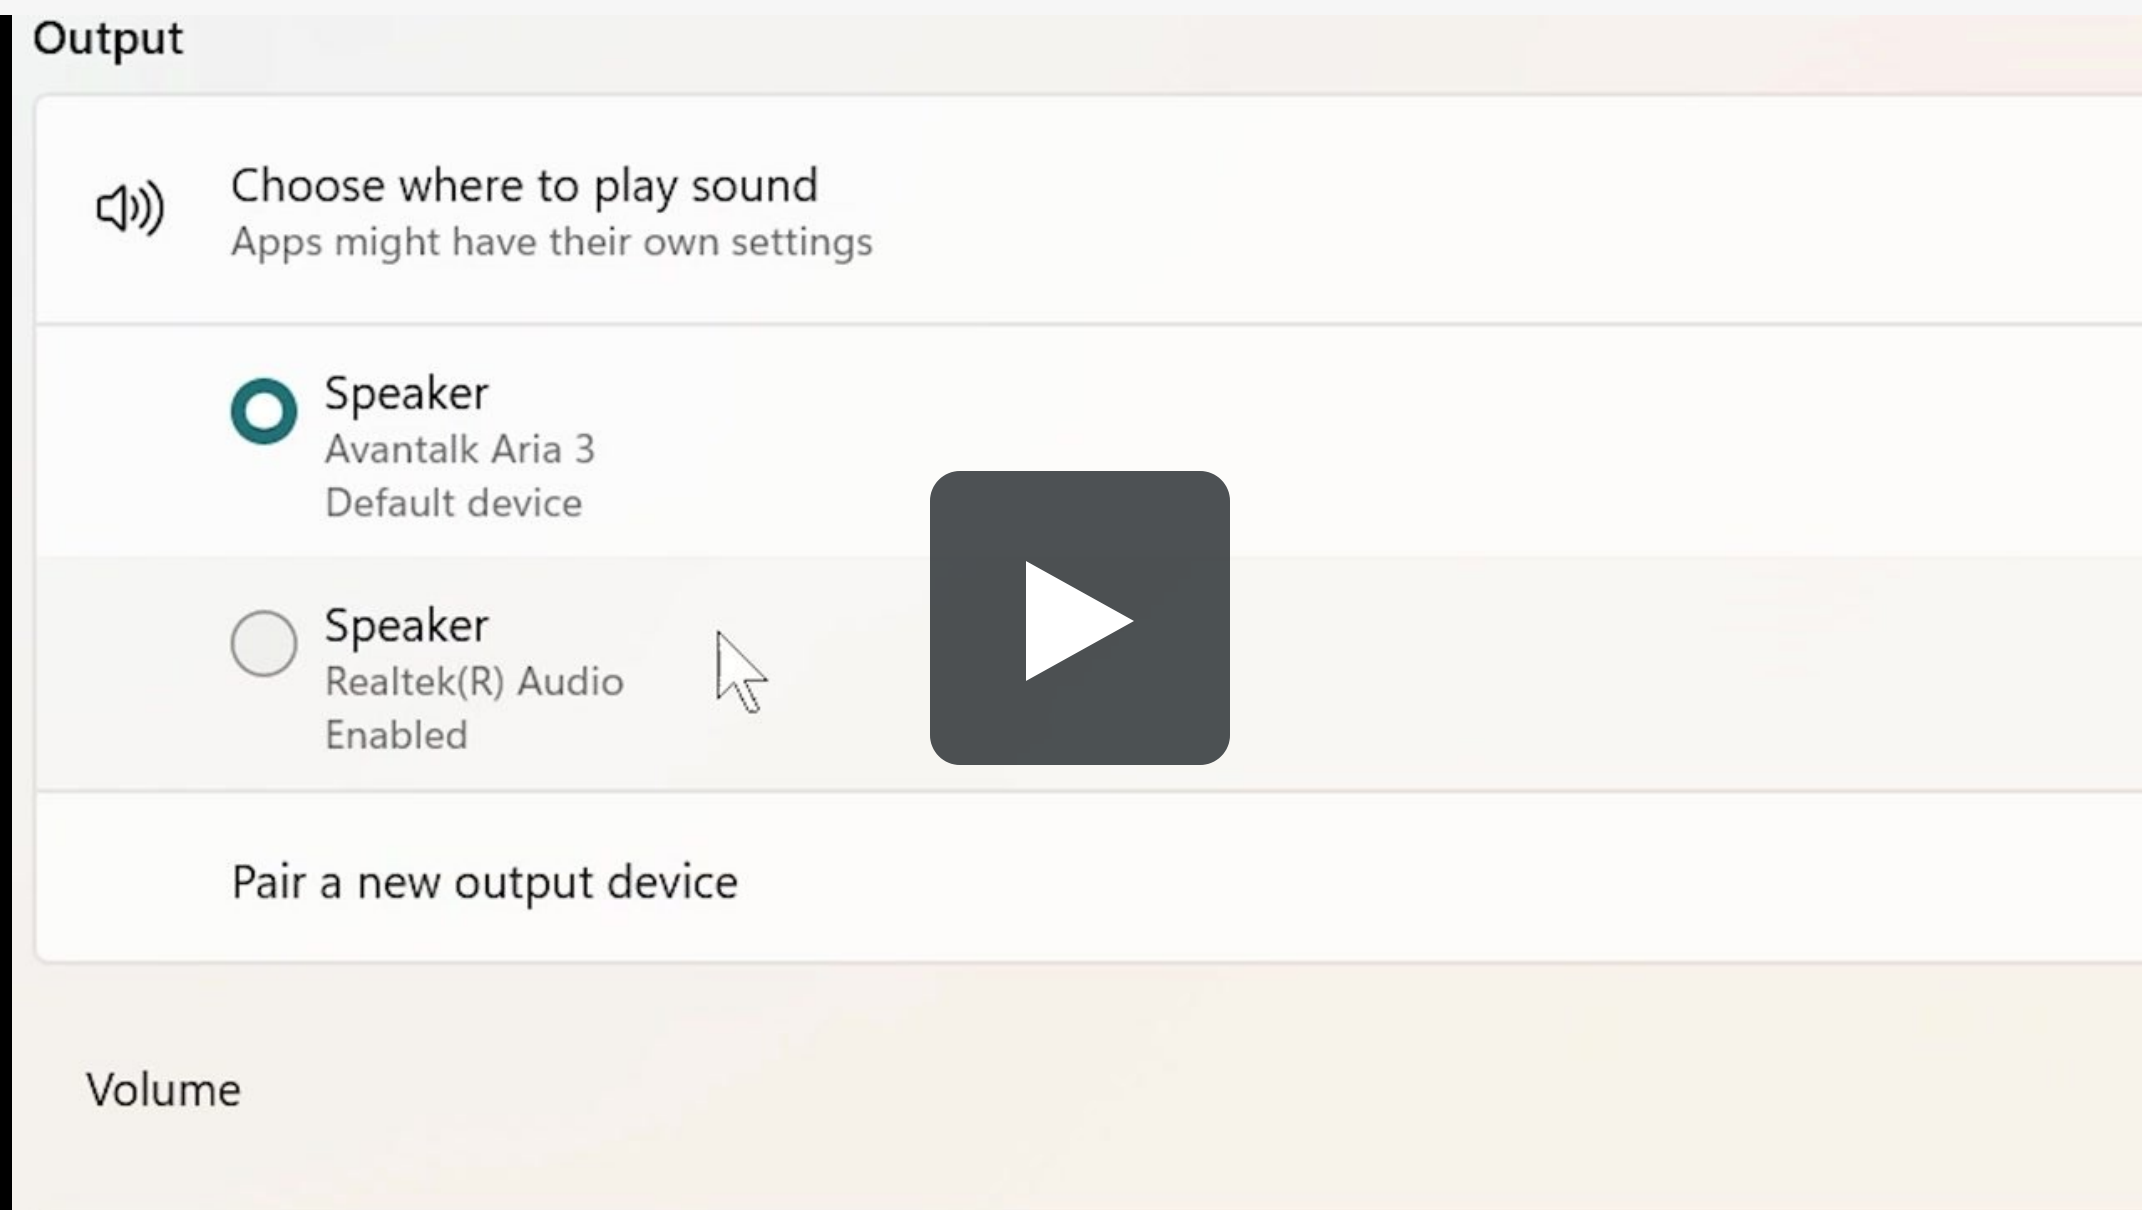 Output
Choose where to play sound
Apps might have their own settings
Speaker
Avantalk Aria 3
Default device
Speaker
Realtek(R) Audio
Enabled
Pair a new output device
Volume